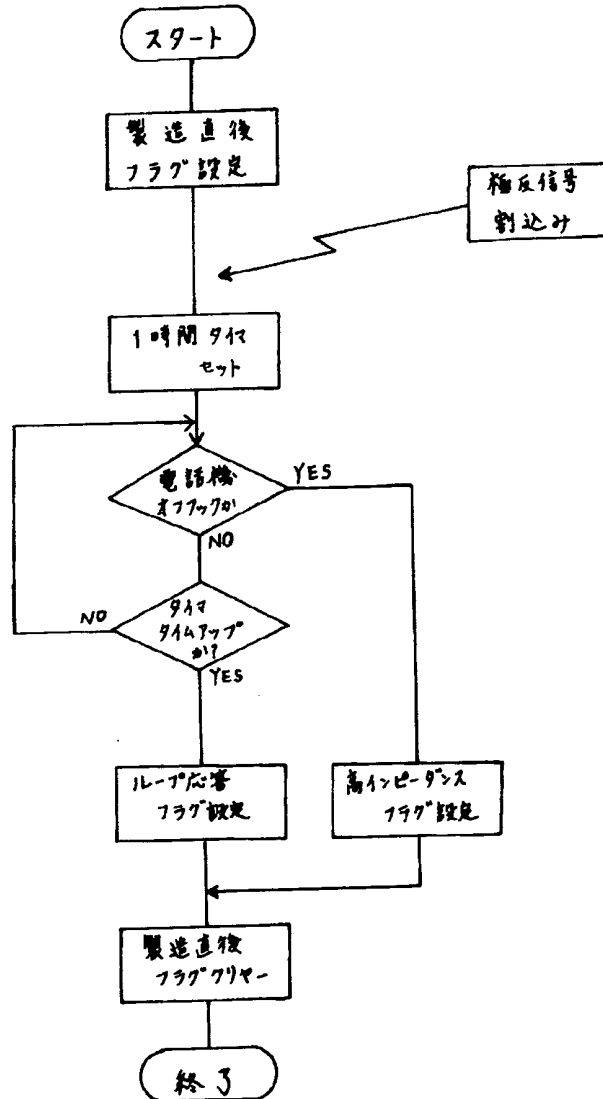 スタート
製造直後
フラグ設定
極反信号
割込み
1時間タイマ
セット
電話機
オフフックか
YES
NO
タイマ
タイムアップ
か?
NO
YES
ループ応答
フラグ設定
高インピーダンス
フラグ設定
製造直後
フラグクリヤー
終了